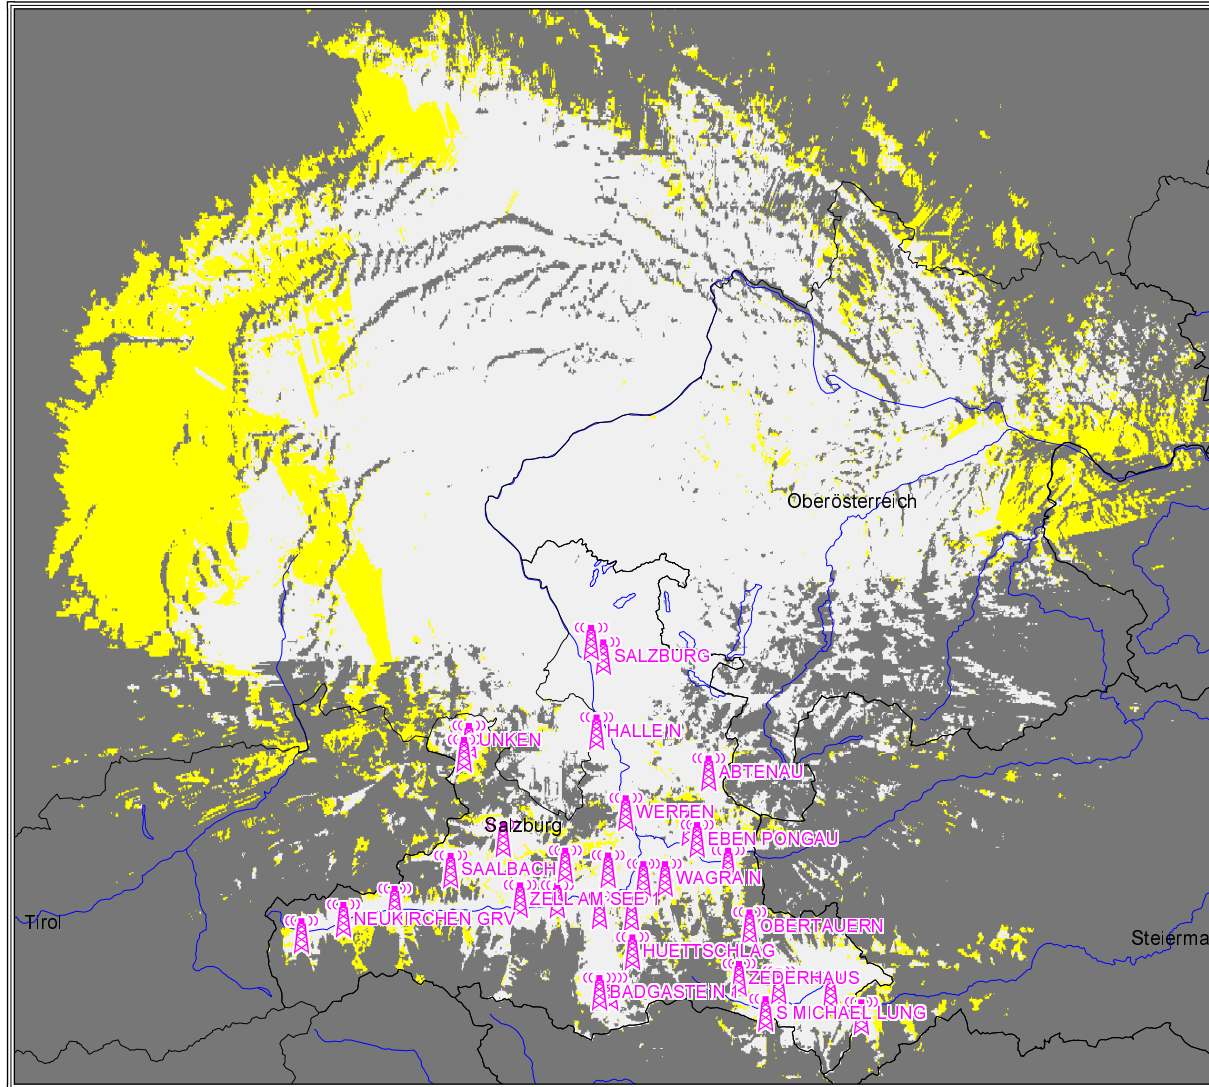 Oberösterreich
SALZBURG
HALLEIN
UNKEN
ABTENAU
WERFEN
Salzburg
EBEN PONGAU
SAALBACH
WAGRAIN
ZELL AM SEE 1
NEUKIRCHEN GRV
OBERTAUERN
Tirol
Steierma
HUETTSCHLAG
ZEDERHAUS
BADGASTEIN 1
S MICHAEL LUNG